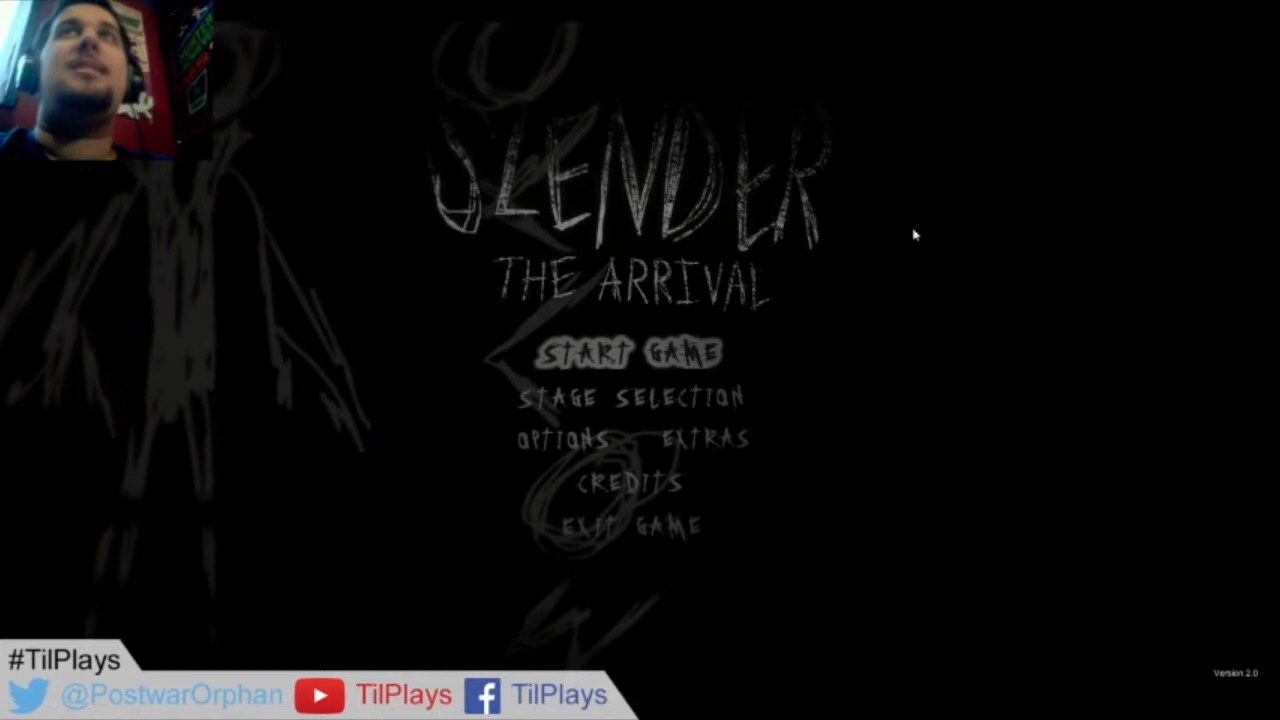 SLENDER
THE ARRIVAL
START GAME
STAGE SELECTION
OPTIONS EXTRAS
CREDITS
EXIT GAME
Version 2.0
#TilPlays
@PostwarOrphan TilPlays TilPlays